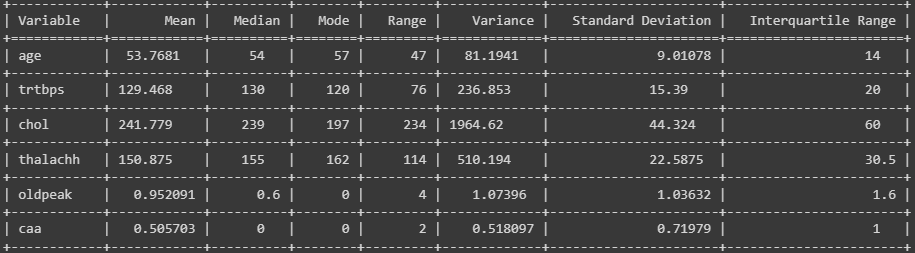 | Variable | Mean | Median | Mode | Range | Variance | Standard Deviation | Interquartile Range |
| age | 53.7681 | 54 | 57 | 47 | 81.1941 | 9.01078 | 14 |
| trtbps | 129.468 | 130 | 120 | 76 | 236.853 | 15.39 | 20 |
| chol | 241.779 | 239 | 197 | 234 | 1964.62 | 44.324 | 60 |
| thalachh | 150.875 | 155 | 162 | 114 | 510.194 | 22.5875 | 30.5 |
| oldpeak | 0.952091 | 0.6 | 0 | 4 | 1.07396 | 1.03632 | 1.6 |
| caa | 0.505703 | 0 | 0 | 2 | 0.518097 | 0.71979 | 1 |